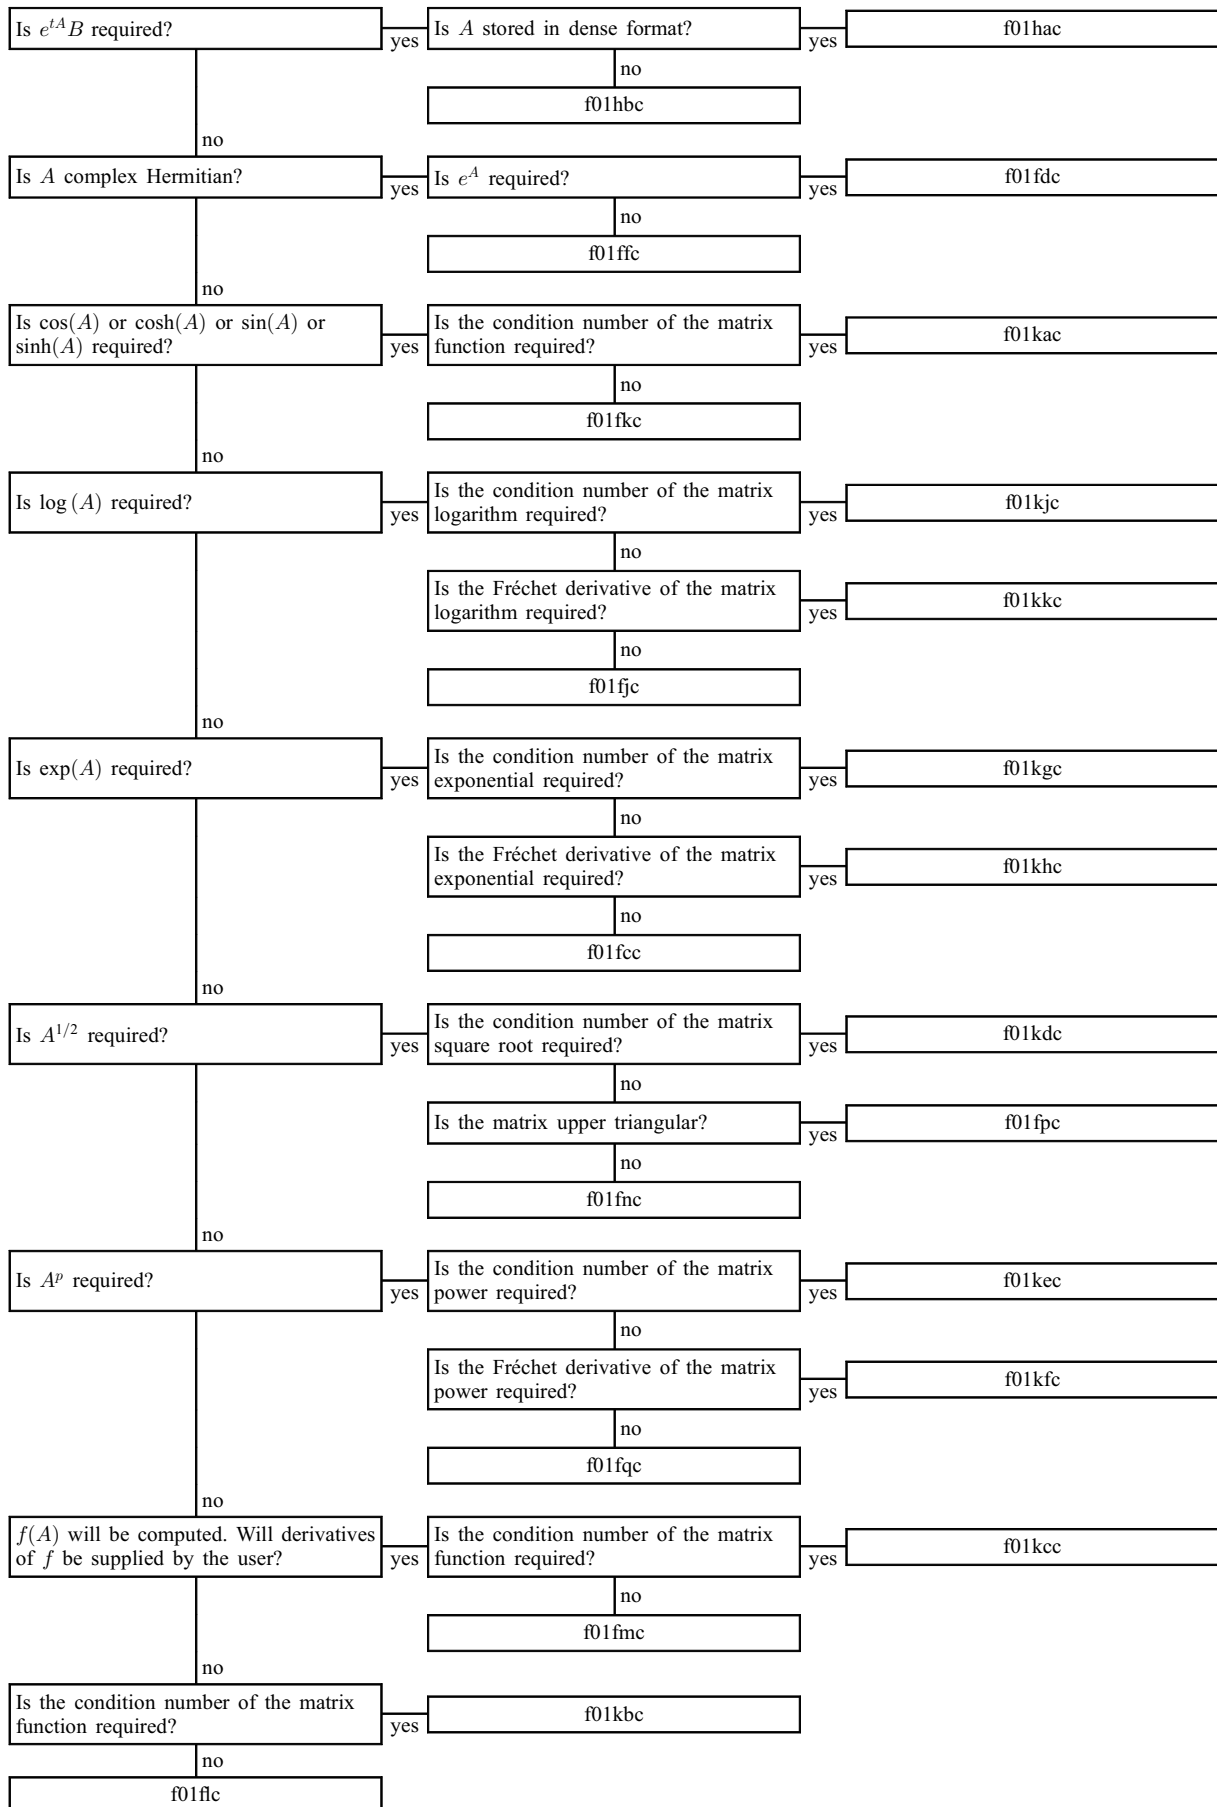 Is e^{tA}B required?
yes
Is A stored in dense format?
yes
f01hac
no
f01hbc
no
Is A complex Hermitian?
yes
Is e^A required?
yes
f01fdc
no
f01ffc
no
Is cos(A) or cosh(A) or sin(A) or
sinh(A) required?
yes
Is the condition number of the matrix
function required?
yes
f01kac
no
f01fkc
no
Is log (A) required?
yes
Is the condition number of the matrix
logarithm required?
yes
f01kjc
no
Is the Fréchet derivative of the matrix
logarithm required?
yes
f01kkc
no
f01fjc
no
Is exp(A) required?
yes
Is the condition number of the matrix
exponential required?
yes
f01kgc
no
Is the Fréchet derivative of the matrix
exponential required?
yes
f01khc
no
f01fcc
no
Is A^{1/2} required?
yes
Is the condition number of the matrix
square root required?
yes
f01kdc
no
Is the matrix upper triangular?
yes
f01fpc
no
f01fnc
no
Is A^p required?
yes
Is the condition number of the matrix
power required?
yes
f01kec
no
Is the Fréchet derivative of the matrix
power required?
yes
f01kfc
no
f01fqc
no
f(A) will be computed. Will derivatives
of f be supplied by the user?
yes
Is the condition number of the matrix
function required?
yes
f01kcc
no
f01fmc
no
Is the condition number of the matrix
function required?
yes
f01kbc
no
f01flc